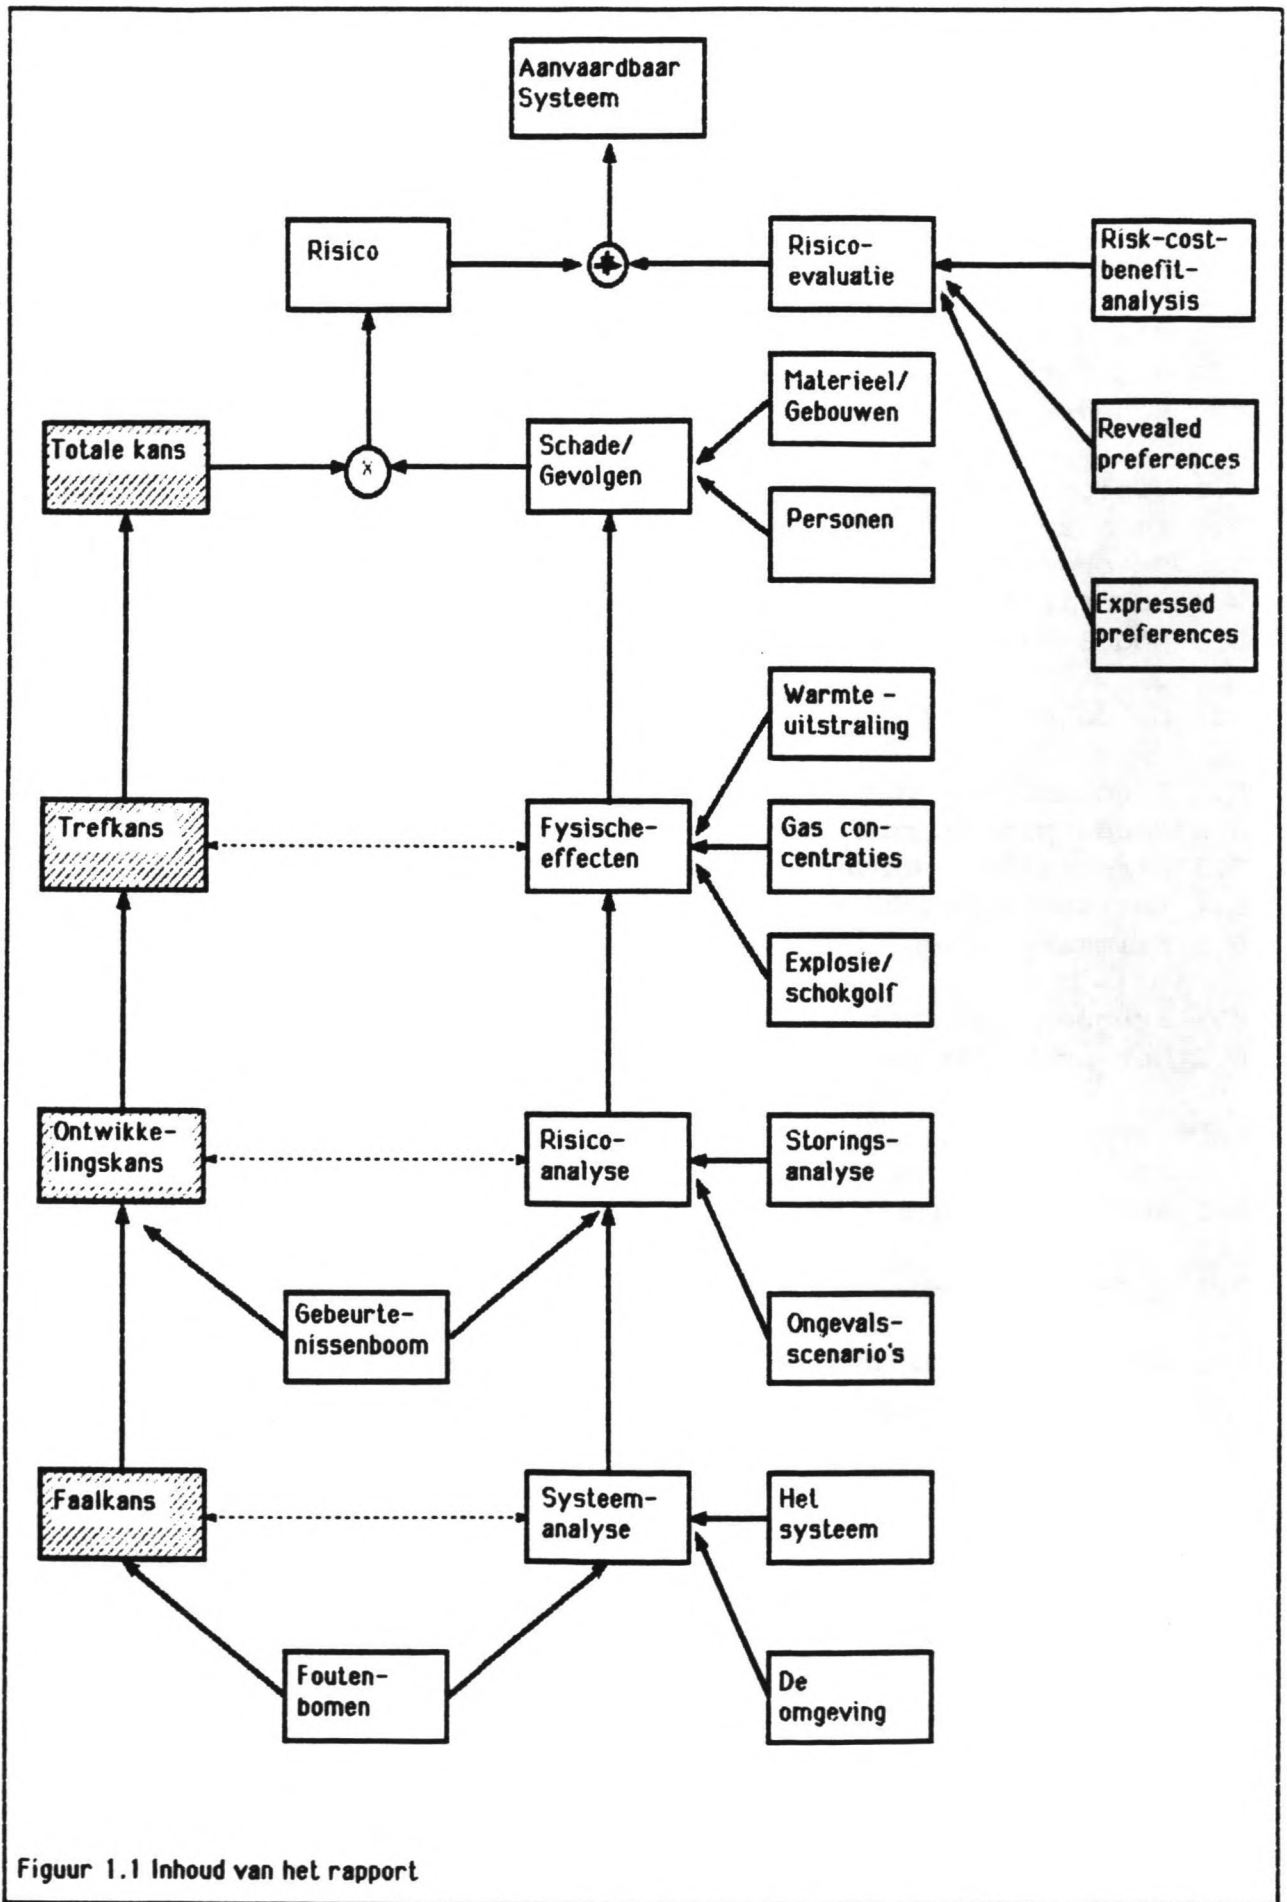 Aanvaardbaar
Systeem
Risico
+
Risico-
evaluatie
Risk-cost-
benefit-
analysis
Materieel/
Gebouwen
Totale kans
x
Schade/
Gevolgen
Revealed
preferences
Personen
Expressed
preferences
Warmte -
uitstraling
Trefkans
Fysische-
effecten
Gas con-
centraties
Explosie/
schokgolf
Ontwikke-
lingskans
Risico-
analyse
Storings-
analyse
Gebeurte-
nissenboom
Ongevals-
scenario's
Faalkans
Systeem-
analyse
Het
systeem
Fouten-
bomen
De
omgeving
Figuur 1.1 Inhoud van het rapport